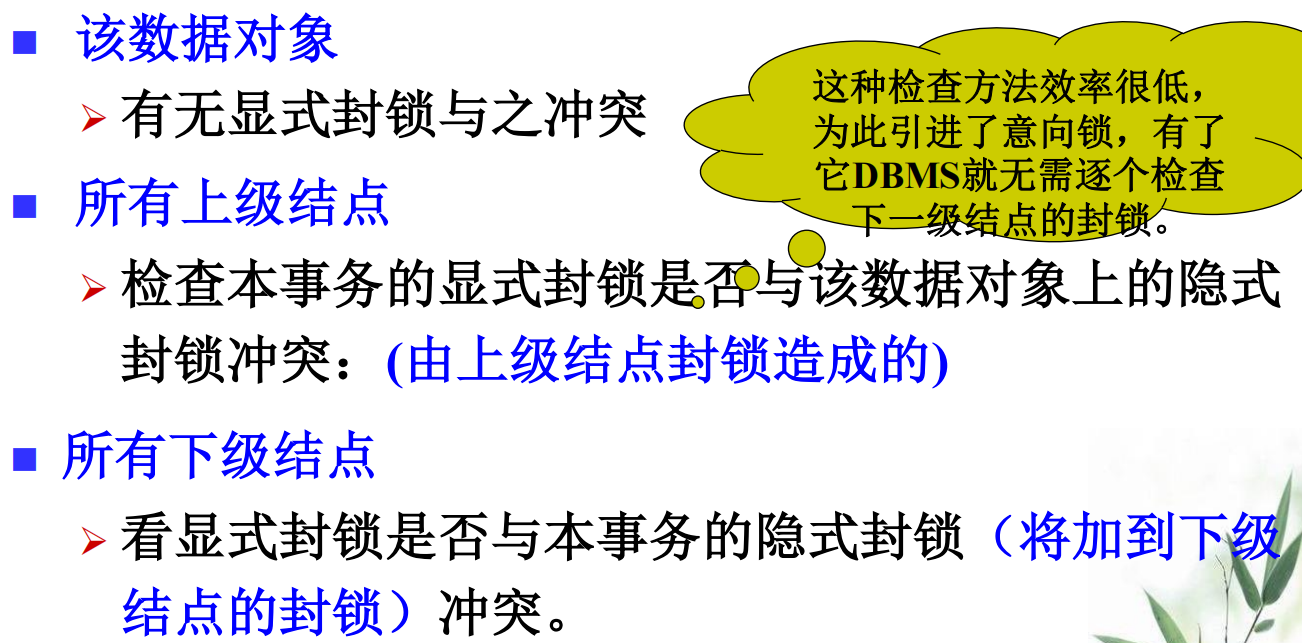 该数据对象
有无显式封锁与之冲突
这种检查方法效率很低，
为此引进了意向锁，有了
它DBMS就无需逐个检查
下一级结点的封锁。
所有上级结点
检查本事务的显式封锁是否与该数据对象上的隐式
封锁冲突：(由上级结点封锁造成的)
所有下级结点
看显式封锁是否与本事务的隐式封锁（将加到下级
结点的封锁）冲突。